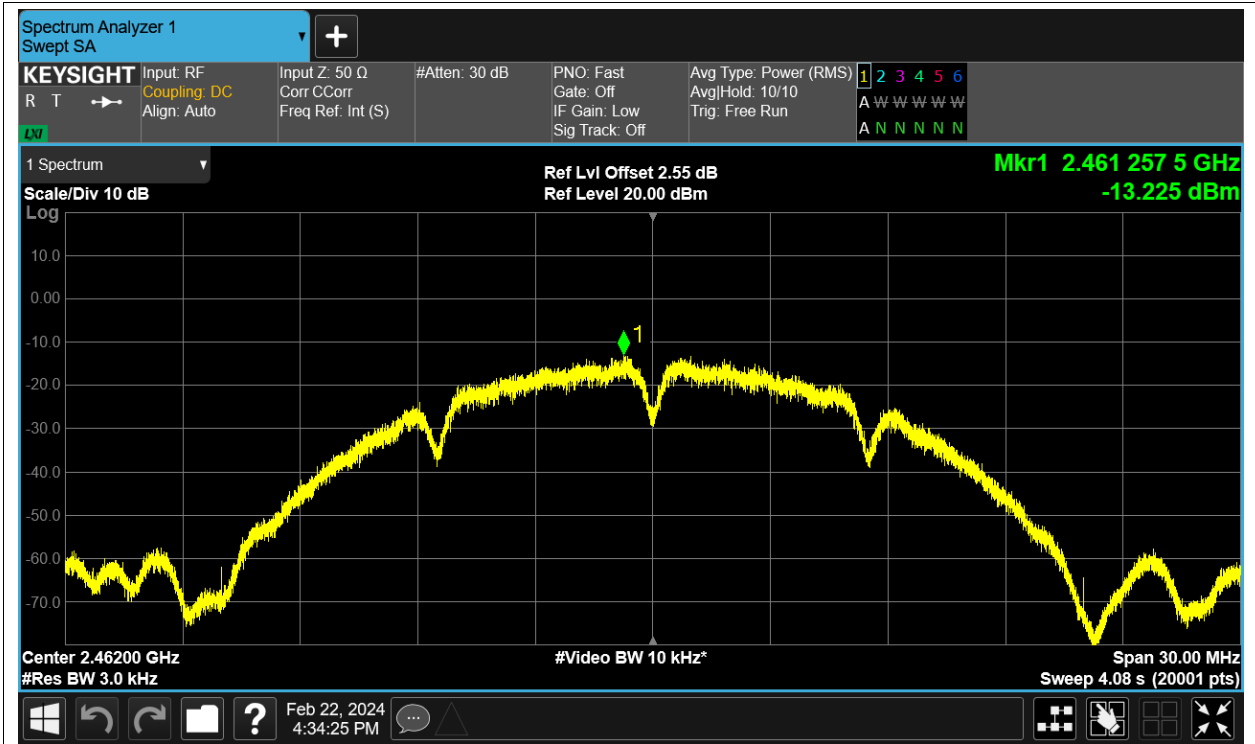 Spectrum Analyzer 1
Swept SA
KEYSIGHT
R T
LXI
Input: RF
Coupling: DC
Align: Auto
Input Z: 50 Ω
Corr CCorr
Freq Ref: Int (S)
#Atten: 30 dB
PNO: Fast
Gate: Off
IF Gain: Low
Sig Track: Off
Avg Type: Power (RMS)
Avg|Hold: 10/10
Trig: Free Run
1 2 3 4 5 6
A W W W W W
A N N N N N
1 Spectrum
Scale/Div 10 dB
Log
Ref Lvl Offset 2.55 dB
Ref Level 20.00 dBm
Mkr1 2.461 257 5 GHz
-13.225 dBm
10.0
0.00
-10.0
-20.0
-30.0
-40.0
-50.0
-60.0
-70.0
1
Center 2.46200 GHz
#Res BW 3.0 kHz
#Video BW 10 kHz*
Span 30.00 MHz
Sweep 4.08 s (20001 pts)
?
Feb 22, 2024
4:34:25 PM